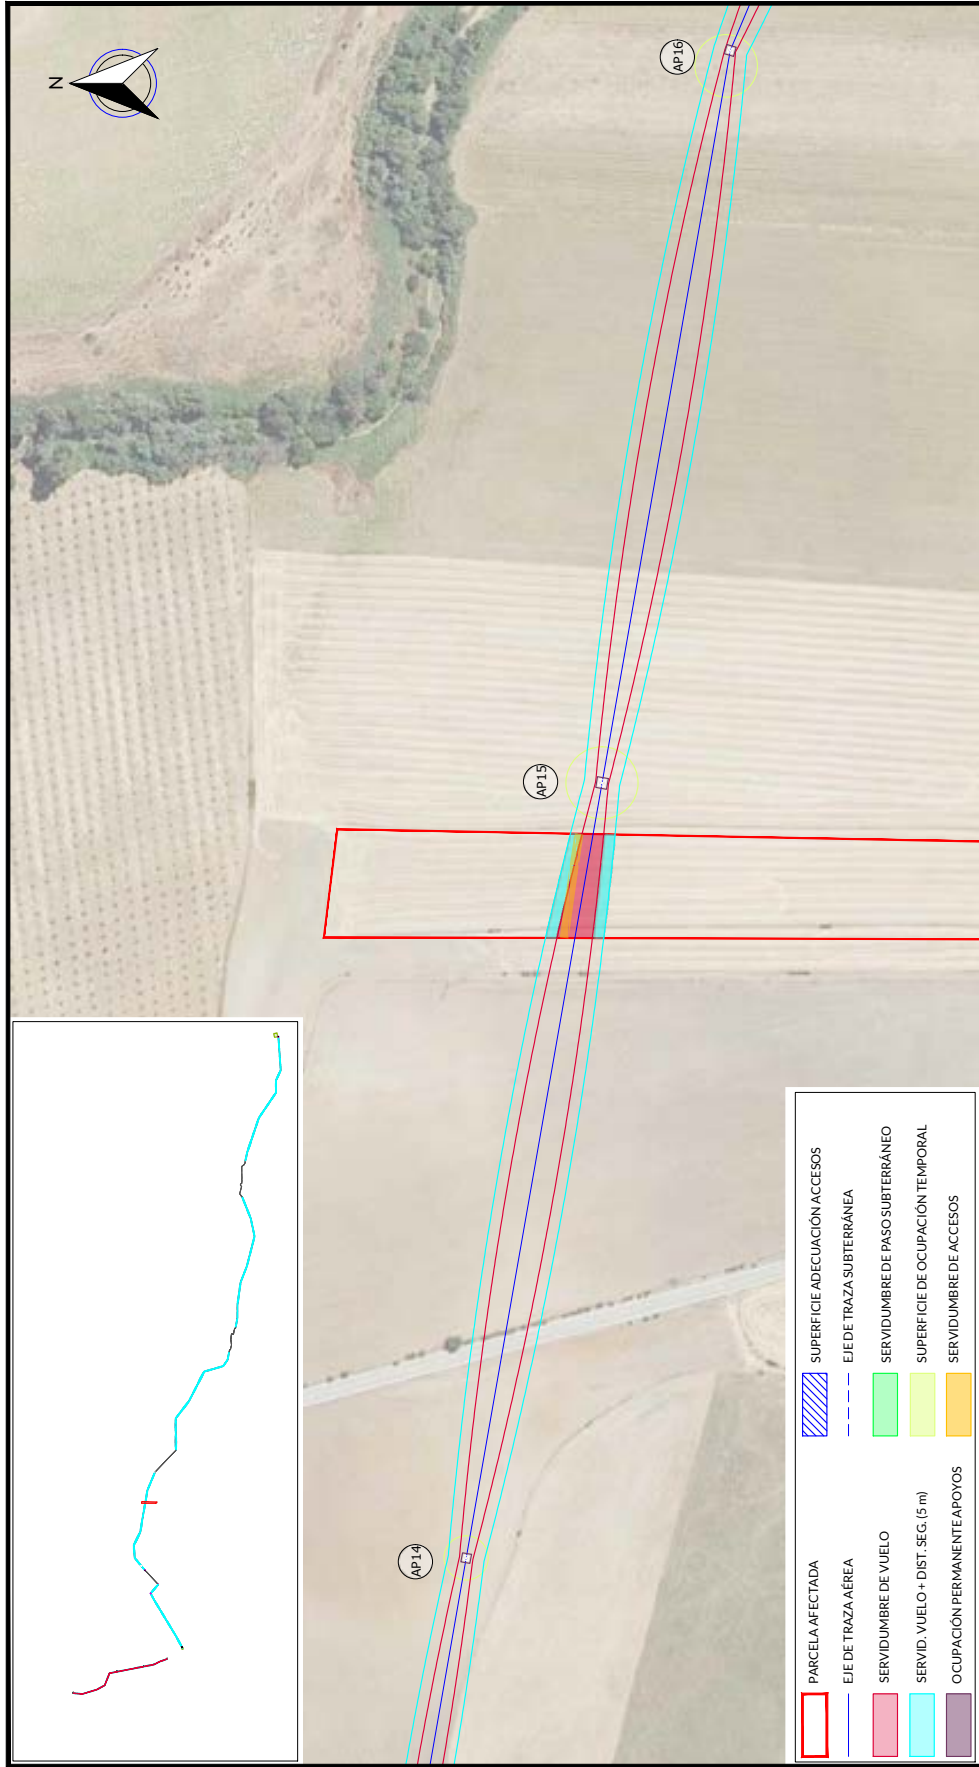 N
AP16
AP15
AP14
PARCELA AFECTADA
EJE DE TRAZA AÉREA
SERVIDUMBRE DE VUELO
SERVID. VUELO + DIST. SEG. (5 m)
OCUPACIÓN PERMANENTE APOYOS
SUPERFICIE ADECUACIÓN ACCESOS
EJE DE TRAZA SUBTERRÁNEA
SERVIDUMBRE DE PASO SUBTERRÁNEO
SUPERFICIE DE OCUPACIÓN TEMPORAL
SERVIDUMBRE DE ACCESOS